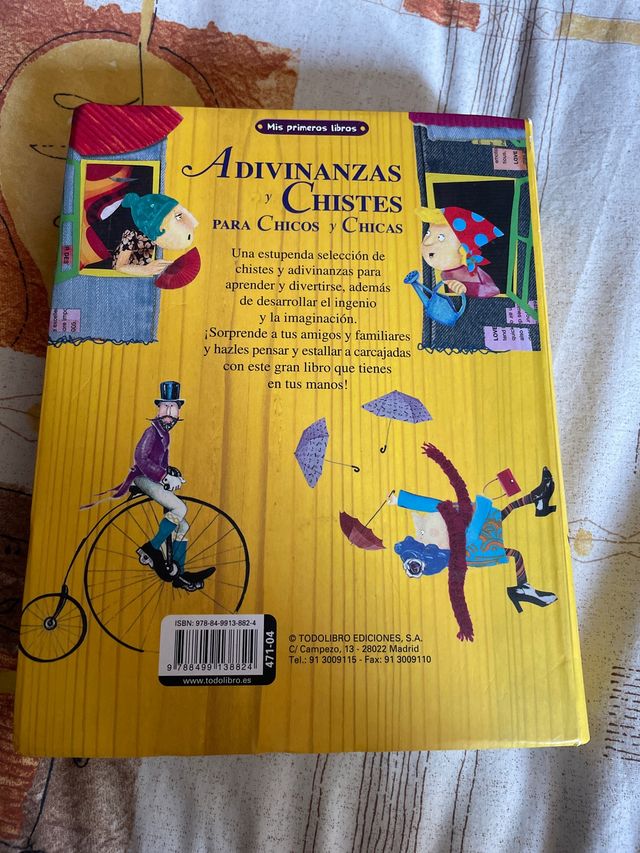 Mis primeros libros
ADIVINANZAS
y CHISTES
PARA CHICOS y CHICAS
Una estupenda selección de
chistes y adivinanzas para
aprender y divertirse, además
de desarrollar el ingenio
y la imaginación.
¡Sorprende a tus amigos y familiares
y hazles pensar y estallar a carcajadas
con este gran libro que tienes
en tus manos!
LOVE
LOVE
ISBN: 978-84-9913-882-4
9 788499 138824
471-04
www.todolibro.es
© TODOLIBRO EDICIONES, S.A.
C/ Campezo, 13 - 28022 Madrid
Tel.: 91 3009115 - Fax: 91 3009110